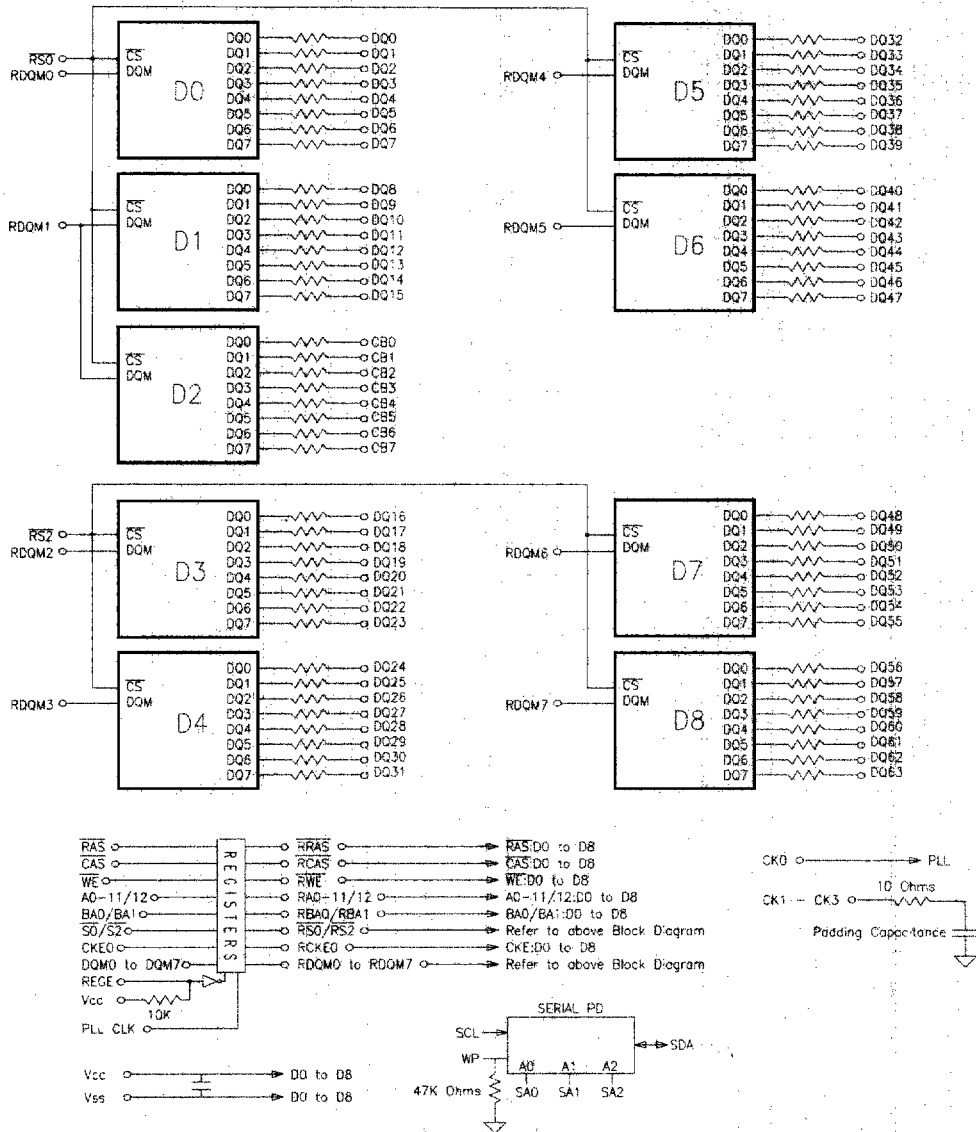 DQ0 DQ0 DQ0 DQ32
DQ1 DQ1 DQ1 DQ33
RS0 CS DQ2 DQ2 CS DQ2 DQ34
RDQM0 DQM DQ3 DQ3 RDQM4 DQM DQ3 DQ35
D0 DQ4 DQ4 D5 DQ4 DQ36
DQ5 DQ5 DQ5 DQ37
DQ6 DQ6 DQ6 DQ38
DQ7 DQ7 DQ7 DQ39
DQ0 DQ8 DQ0 DQ40
DQ1 DQ9 DQ1 DQ41
CS DQ2 DQ10 CS DQ2 DQ42
RDQM1 DQM DQ3 DQ11 RDQM5 DQM DQ3 DQ43
D1 DQ4 DQ12 D6 DQ4 DQ44
DQ5 DQ13 DQ5 DQ45
DQ6 DQ14 DQ6 DQ46
DQ7 DQ15 DQ7 DQ47
DQ0 CB0
DQ1 CB1
CS DQ2 CB2
DQM DQ3 CB3
D2 DQ4 CB4
DQ5 CB5
DQ6 CB6
DQ7 CB7
DQ0 DQ16 DQ0 DQ48
RS2 CS DQ1 DQ17 CS DQ1 DQ49
RDQM2 DQM DQ2 DQ18 RDQM6 DQM DQ2 DQ50
DQ3 DQ19 DQ3 DQ51
D3 DQ4 DQ20 D7 DQ4 DQ52
DQ5 DQ21 DQ5 DQ53
DQ6 DQ22 DQ6 DQ54
DQ7 DQ23 DQ7 DQ55
DQ0 DQ24 DQ0 DQ56
CS DQ1 DQ25 CS DQ1 DQ57
RDQM3 DQM DQ2 DQ26 RDQM7 DQM DQ2 DQ58
DQ3 DQ27 DQ3 DQ59
D4 DQ4 DQ28 D8 DQ4 DQ60
DQ5 DQ29 DQ5 DQ61
DQ6 DQ30 DQ6 DQ62
DQ7 DQ31 DQ7 DQ63
REGISTERS
RAS RRAS RAS:D0 to D8
CAS RCAS CAS:D0 to D8
WE RWE WE:D0 to D8
A0-11/12 RA0-11/12 A0-11/12:D0 to D8
BA0/BA1 RBA0/RBA1 BA0/BA1:D0 to D8
S0/S2 RS0/RS2 Refer to above Block Diagram
CKE0 RCKE0 CKE:D0 to D8
DQM0 to DQM7 RDQM0 to RDQM7 Refer to above Block Diagram
REGE
Vcc
10K
PLL CLK
CK0 PLL
10 Ohms
CK1 - CK3
Padding Capacitance
SERIAL PD
SCL SDA
WP
A0 A1 A2
47K Ohms SA0 SA1 SA2
Vcc D0 to D8
Vss D0 to D8